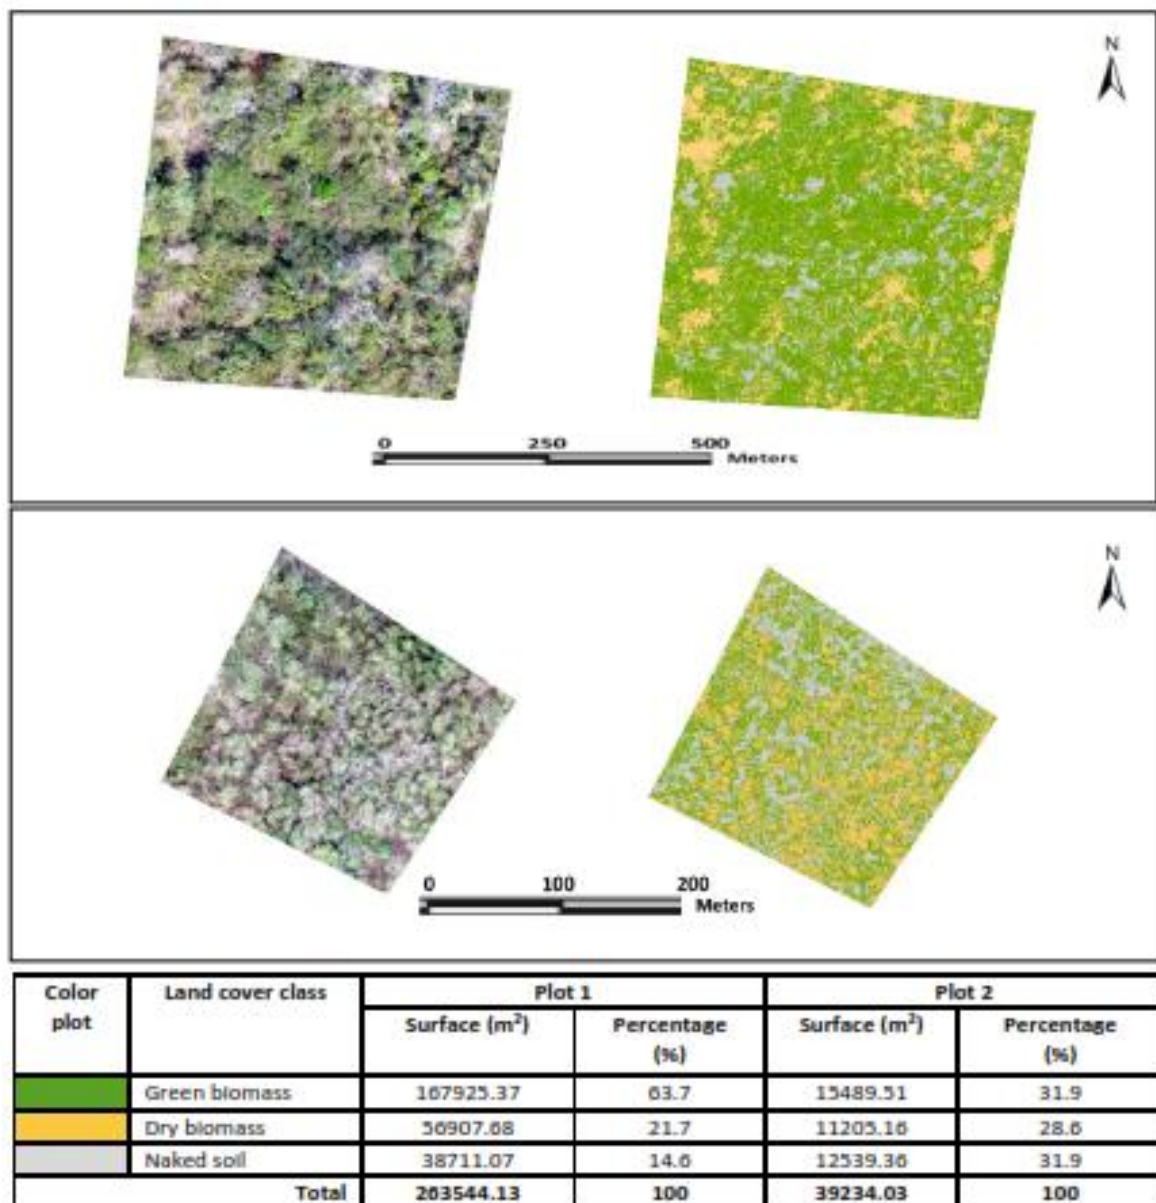 N
0 250 500
Meters
N
0 100 200
Meters
Color plot Land cover class Plot 1 Plot 2
Surface (m²) Percentage (%) Surface (m²) Percentage (%)
Green biomass 167925.37 63.7 15489.51 31.9
Dry biomass 56907.68 21.7 11205.16 28.6
Naked soil 38711.07 14.6 12539.36 31.9
Total 263544.13 100 39234.03 100